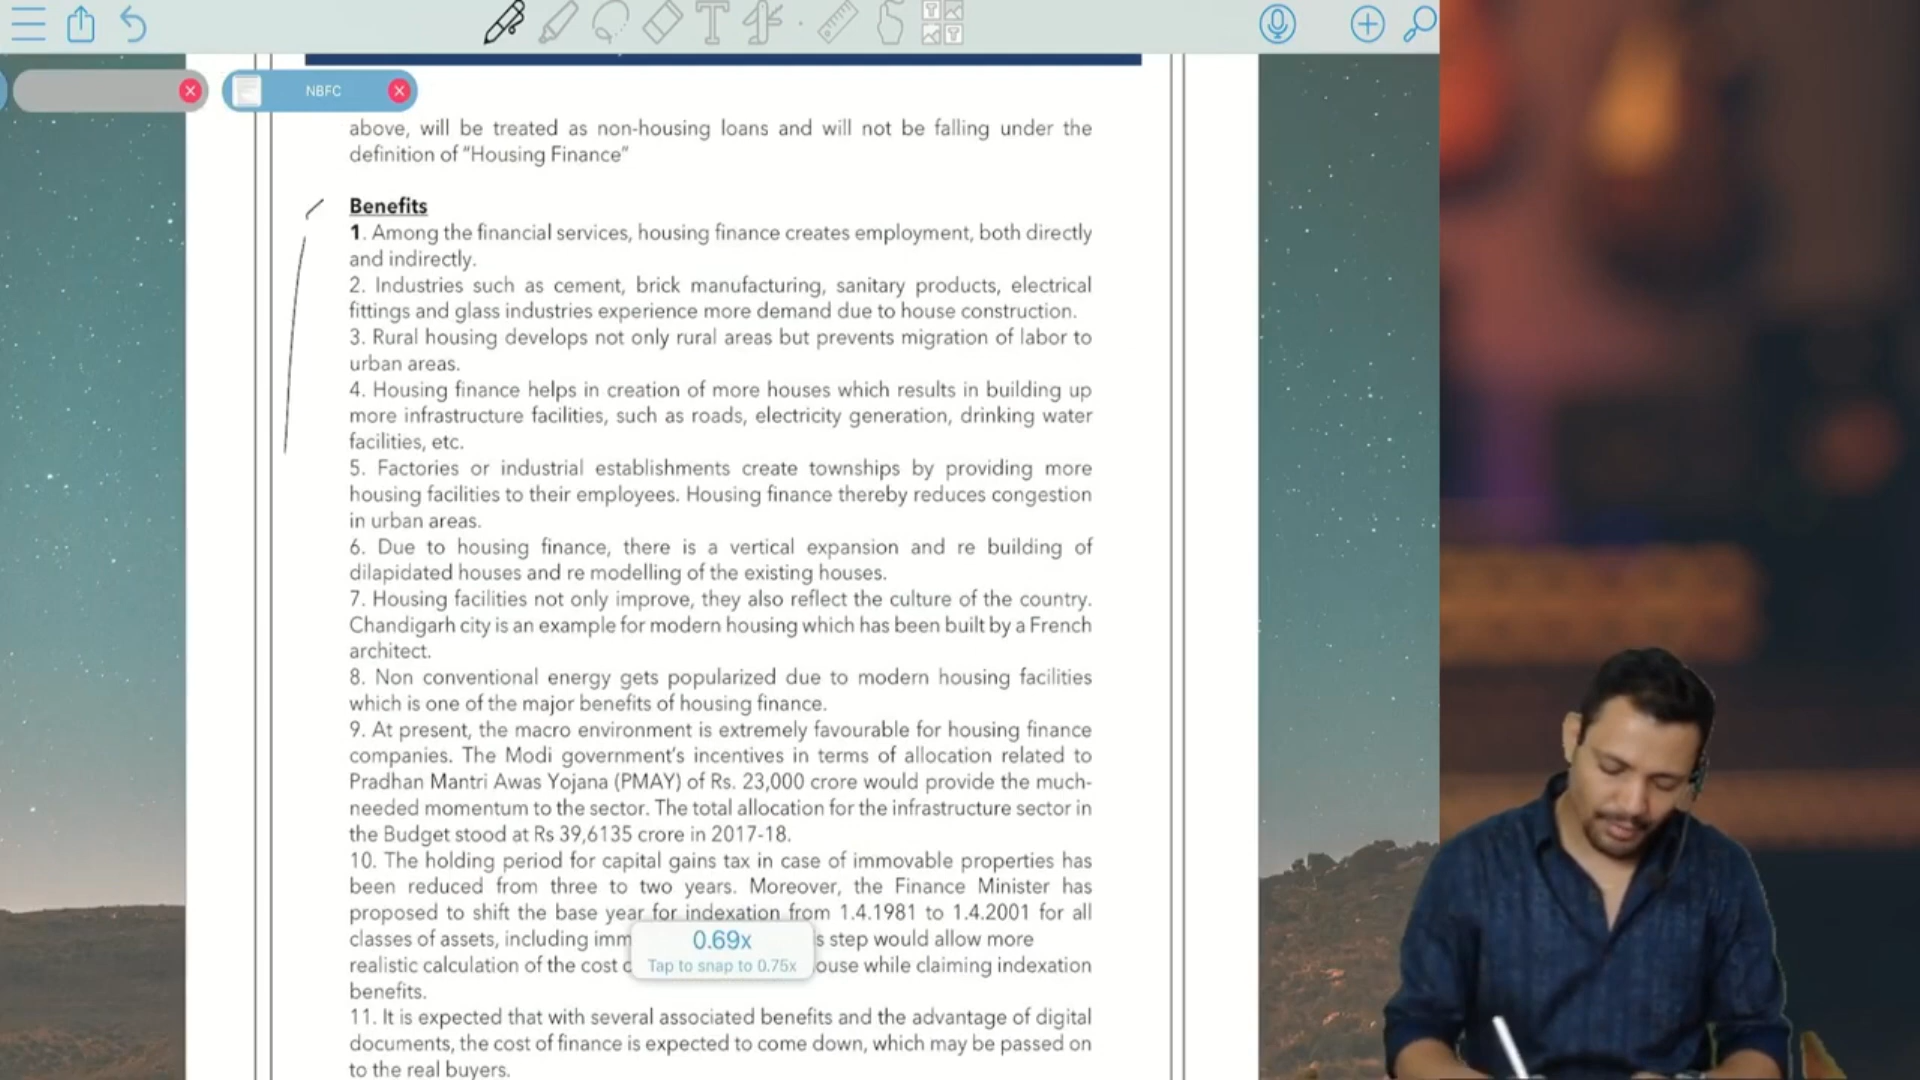 NBFC
above, will be treated as non-housing loans and will not be falling under the
definition of “Housing Finance”
Benefits
1. Among the financial services, housing finance creates employment, both directly
and indirectly.
2. Industries such as cement, brick manufacturing, sanitary products, electrical
fittings and glass industries experience more demand due to house construction.
3. Rural housing develops not only rural areas but prevents migration of labor to
urban areas.
4. Housing finance helps in creation of more houses which results in building up
more infrastructure facilities, such as roads, electricity generation, drinking water
facilities, etc.
5. Factories or industrial establishments create townships by providing more
housing facilities to their employees. Housing finance thereby reduces congestion
in urban areas.
6. Due to housing finance, there is a vertical expansion and re building of
dilapidated houses and re modelling of the existing houses.
7. Housing facilities not only improve, they also reflect the culture of the country.
Chandigarh city is an example for modern housing which has been built by a French
architect.
8. Non conventional energy gets popularized due to modern housing facilities
which is one of the major benefits of housing finance.
9. At present, the macro environment is extremely favourable for housing finance
companies. The Modi government’s incentives in terms of allocation related to
Pradhan Mantri Awas Yojana (PMAY) of Rs. 23,000 crore would provide the much-
needed momentum to the sector. The total allocation for the infrastructure sector in
the Budget stood at Rs 39,6135 crore in 2017-18.
10. The holding period for capital gains tax in case of immovable properties has
been reduced from three to two years. Moreover, the Finance Minister has
proposed to shift the base year for indexation from 1.4.1981 to 1.4.2001 for all
classes of assets, including step would allow more
realistic calculation of the cost while claiming indexation
benefits.
0.69x
Tap to snap to 0.75x
11. It is expected that with several associated benefits and the advantage of digital
documents, the cost of finance is expected to come down, which may be passed on
to the real buyers.